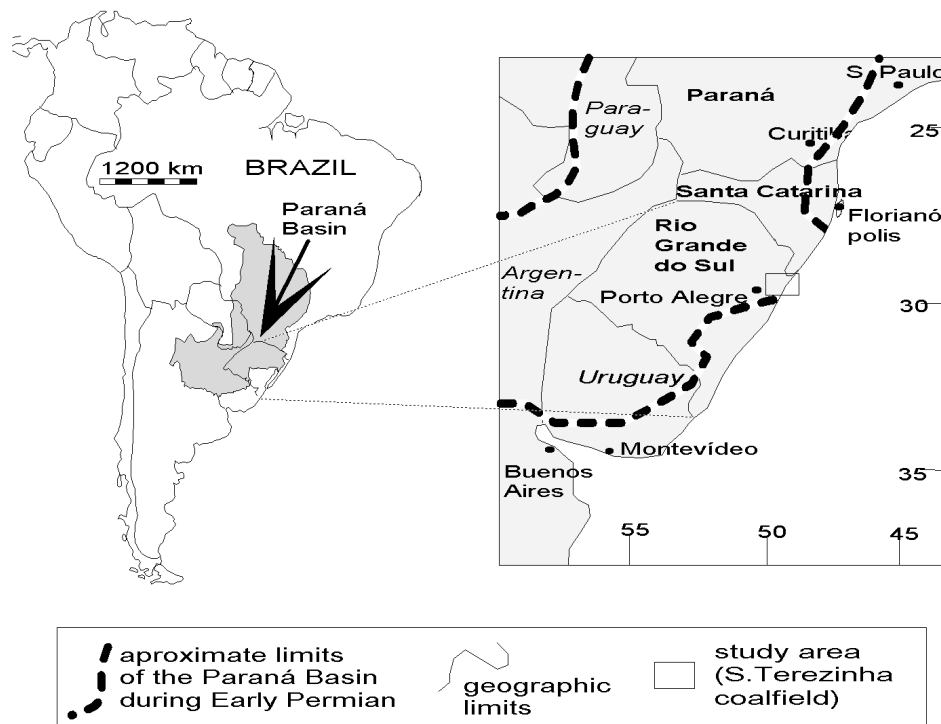 1200 km
BRAZIL
Paraná
Basin
S. Paulo
Paraná
Para-
guay
25
Curitiba
Santa Catarina
Florianó
polis
Rio
Grande
do Sul
Argen-
tina
Porto Alegre
30
Uruguay
Montevídeo
Buenos
Aires
35
55
50
45
aproximate limits
of the Paraná Basin
during Early Permian
geographic
limits
study area
(S.Terezinha
coalfield)